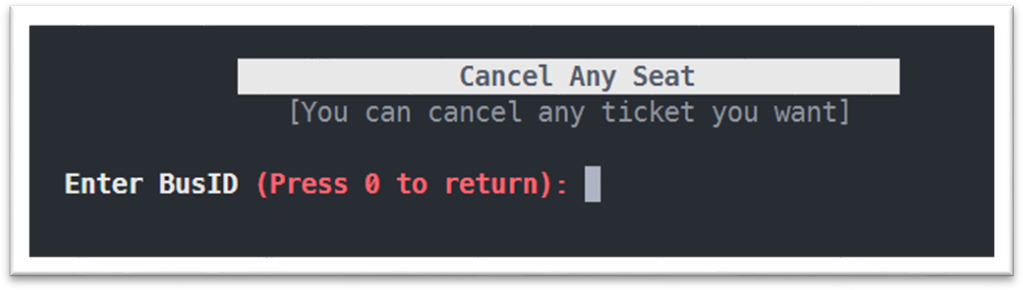 Cancel Any Seat
[You can cancel any ticket you want]
Enter BusID (Press 0 to return):